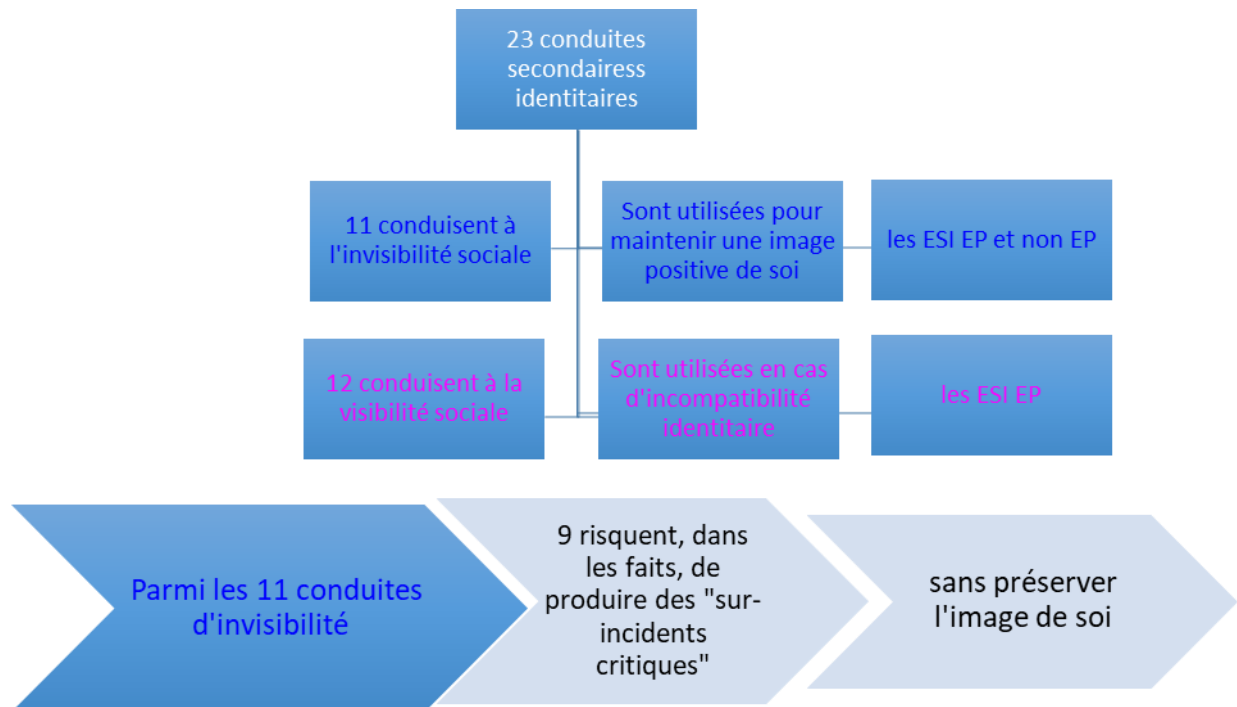 23 conduites
secondairess
identitaires
11 conduisent à
l'invisibilité sociale
Sont utilisées pour
maintenir une image
positive de soi
les ESI EP et non EP
12 conduisent à la
visibilité sociale
Sont utilisées en cas
d'incompatibilité
identitaire
les ESI EP
Parmi les 11 conduites
d'invisibilité
9 risquent, dans
les faits, de
produire des "sur-
incidents
critiques"
sans préserver
l'image de soi